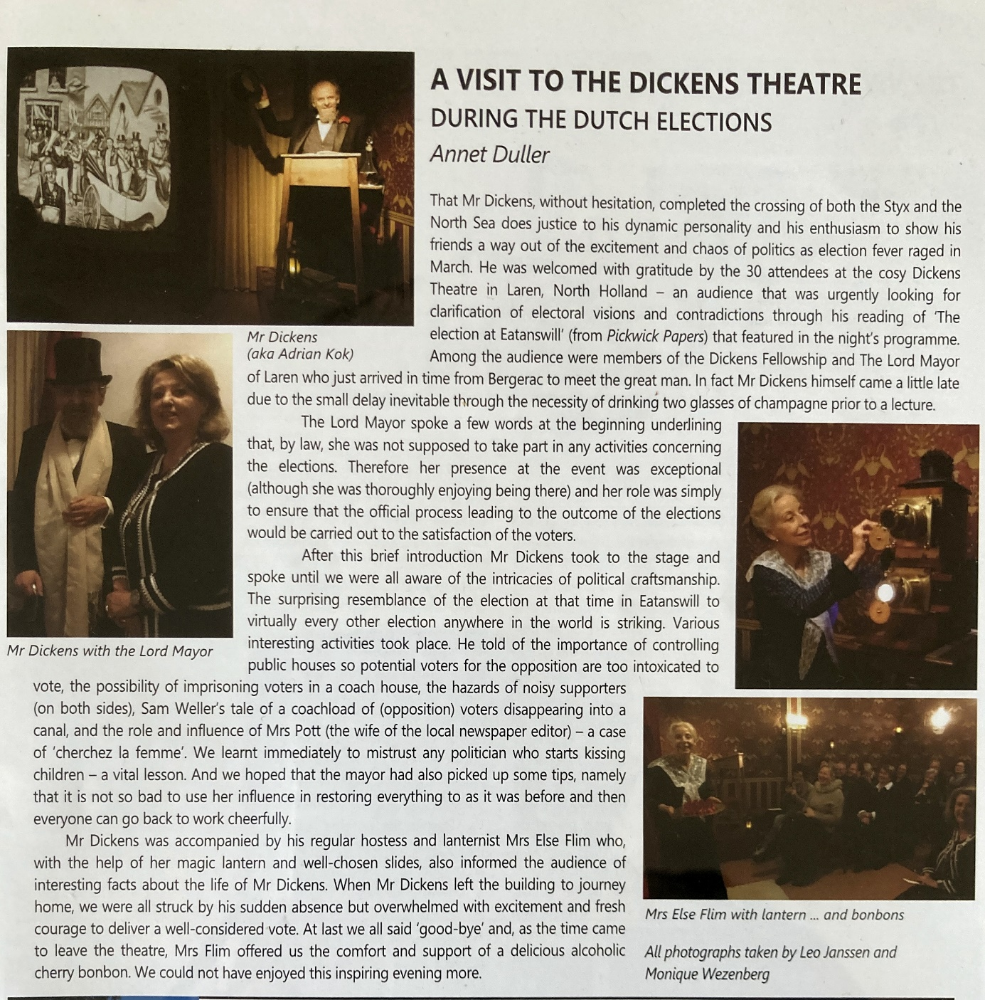 A VISIT TO THE DICKENS THEATRE
DURING THE DUTCH ELECTIONS
Annet Duller
That Mr Dickens, without hesitation, completed the crossing of both the Styx and the
North Sea does justice to his dynamic personality and his enthusiasm to show his
friends a way out of the excitement and chaos of politics as election fever raged in
March. He was welcomed with gratitude by the 30 attendees at the cosy Dickens
Theatre in Laren, North Holland – an audience that was urgently looking for
clarification of electoral visions and contradictions through his reading of ‘The
election at Eatanswill’ (from Pickwick Papers) that featured in the night’s programme.
Among the audience were members of the Dickens Fellowship and The Lord Mayor
of Laren who just arrived in time from Bergerac to meet the great man. In fact Mr Dickens himself came a little late
due to the small delay inevitable through the necessity of drinking two glasses of champagne prior to a lecture.
Mr Dickens
(aka Adrian Kok)
The Lord Mayor spoke a few words at the beginning underlining
that, by law, she was not supposed to take part in any activities concerning
the elections. Therefore her presence at the event was exceptional
(although she was thoroughly enjoying being there) and her role was simply
to ensure that the official process leading to the outcome of the elections
would be carried out to the satisfaction of the voters.
After this brief introduction Mr Dickens took to the stage and
spoke until we were all aware of the intricacies of political craftsmanship.
The surprising resemblance of the election at that time in Eatanswill to
virtually every other election anywhere in the world is striking. Various
interesting activities took place. He told of the importance of controlling
public houses so potential voters for the opposition are too intoxicated to
vote, the possibility of imprisoning voters in a coach house, the hazards of noisy supporters
(on both sides), Sam Weller’s tale of a coachload of (opposition) voters disappearing into a
canal, and the role and influence of Mrs Pott (the wife of the local newspaper editor) – a case
of ‘cherchez la femme’. We learnt immediately to mistrust any politician who starts kissing
children – a vital lesson. And we hoped that the mayor had also picked up some tips, namely
that it is not so bad to use her influence in restoring everything to as it was before and then
everyone can go back to work cheerfully.
Mr Dickens was accompanied by his regular hostess and lanternist Mrs Else Flim who,
with the help of her magic lantern and well-chosen slides, also informed the audience of
interesting facts about the life of Mr Dickens. When Mr Dickens left the building to journey
home, we were all struck by his sudden absence but overwhelmed with excitement and fresh
courage to deliver a well-considered vote. At last we all said ‘good-bye’ and, as the time came
to leave the theatre, Mrs Flim offered us the comfort and support of a delicious alcoholic
cherry bonbon. We could not have enjoyed this inspiring evening more.
Mr Dickens with the Lord Mayor
Mrs Else Flim with lantern ... and bonbons
All photographs taken by Leo Janssen and
Monique Wezenberg